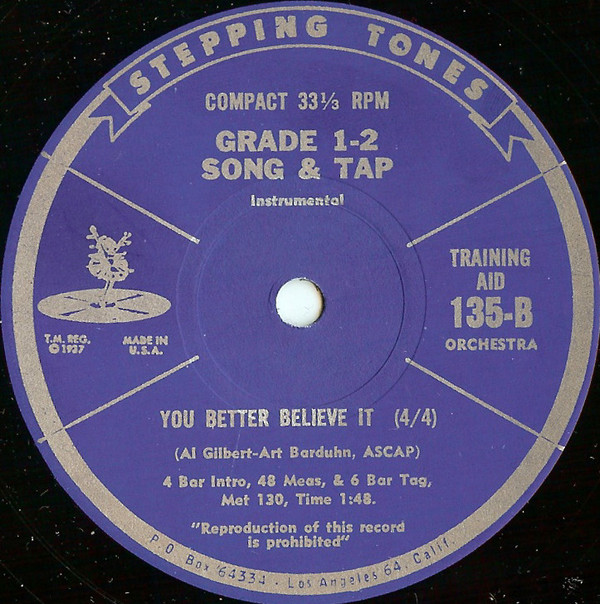 STEPPING TONES
COMPACT 33⅓ RPM
GRADE 1-2
SONG & TAP
Instrumental
TRAINING
AID
135-B
ORCHESTRA
T.M. REG.
© 1937
MADE IN
U.S.A.
YOU BETTER BELIEVE IT (4/4)
(Al Gilbert-Art Barduhn, ASCAP)
4 Bar Intro, 48 Meas, & 6 Bar Tag,
Met 130, Time 1:48.
"Reproduction of this record
is prohibited"
P.O. Box 64334 - Los Angeles 64, Calif.